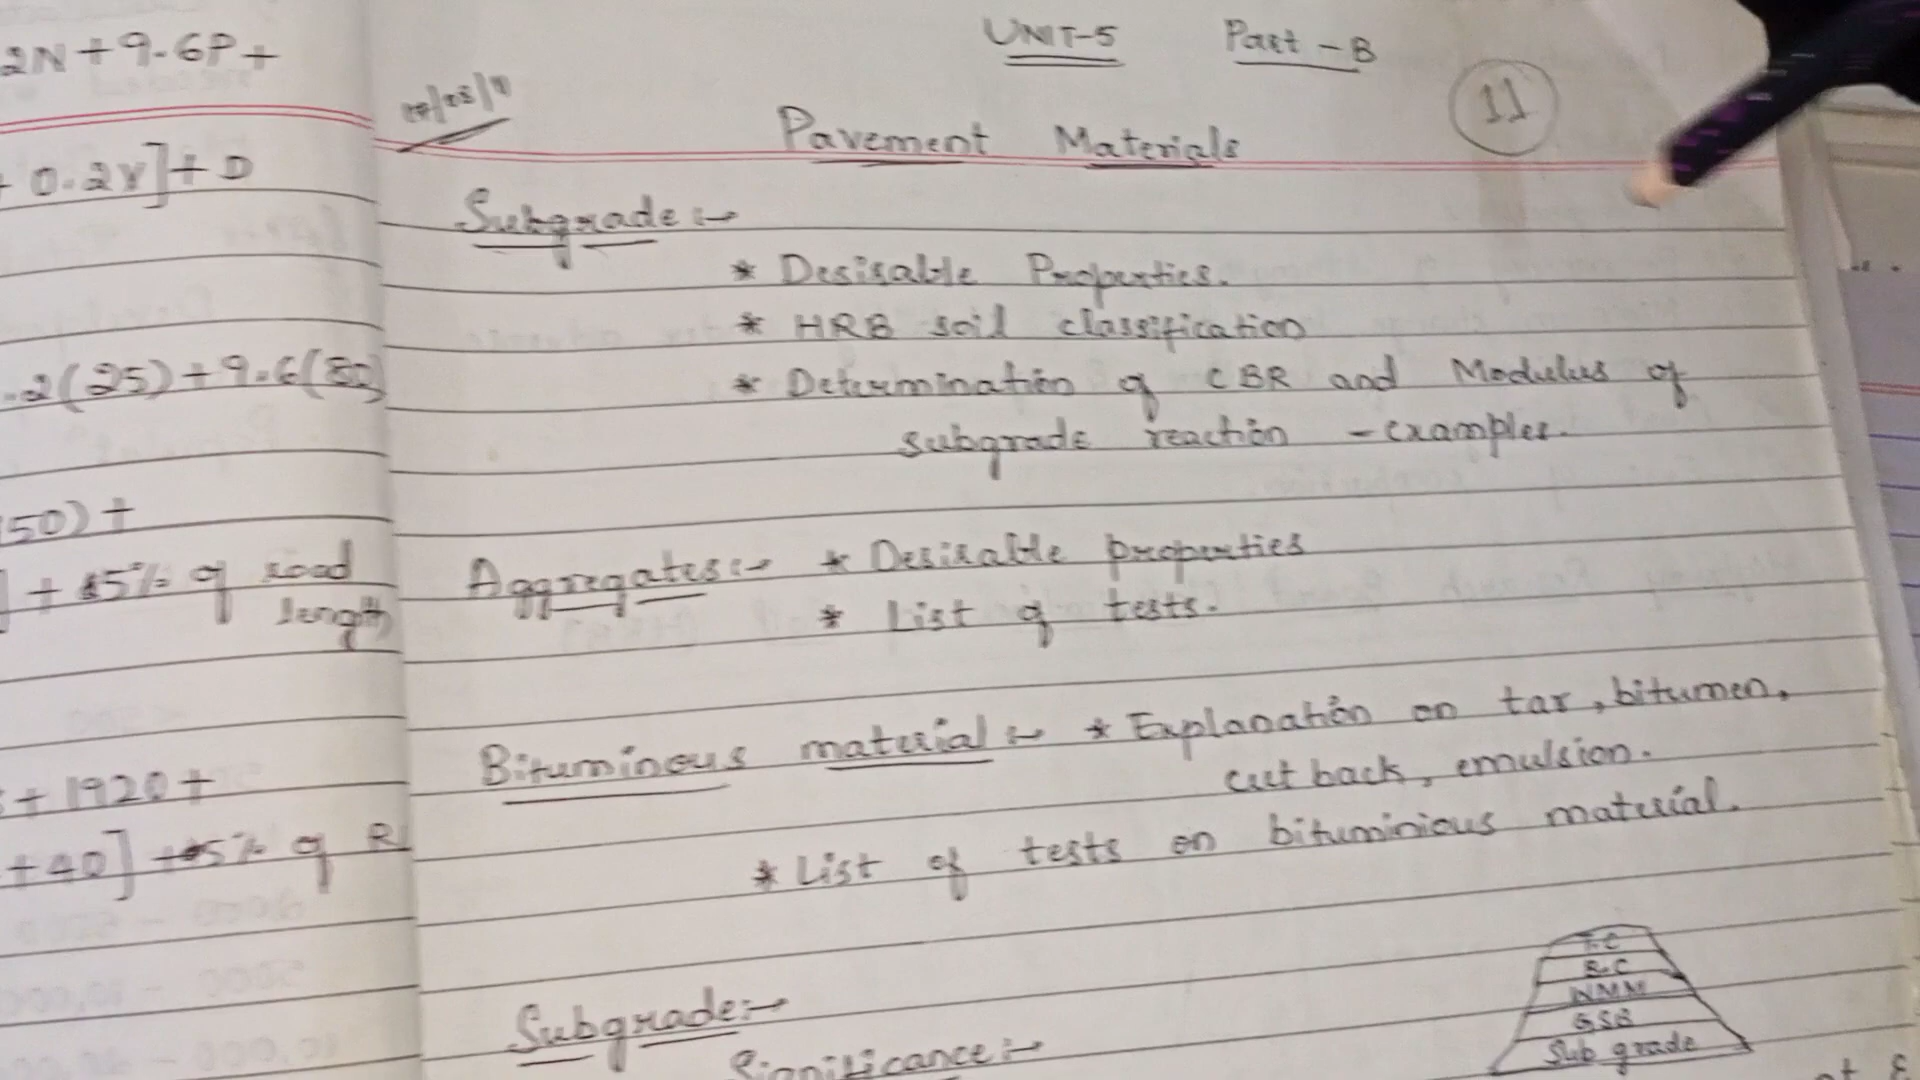 2N + 9.6P +
0.2Y] + D
.2(25) + 9.6(80)
50) +
] + 15% of road
length
+ 1920 +
+ 40] + 5% of RL
UNIT-5 Part - B
11
Pavement Materials
Subgrade :-
* Desirable Properties.
* HRB soil classification
* Determination of CBR and Modulus of
subgrade reaction - examples.
Aggregates :- * Desirable properties
* List of tests.
Bituminous material :- * Explanation on tar, bitumen,
cut back, emulsion.
* List of tests on bituminious material.
T.C
B.C
WMM
GSB
Sub grade
Subgrade :-
Significance :-